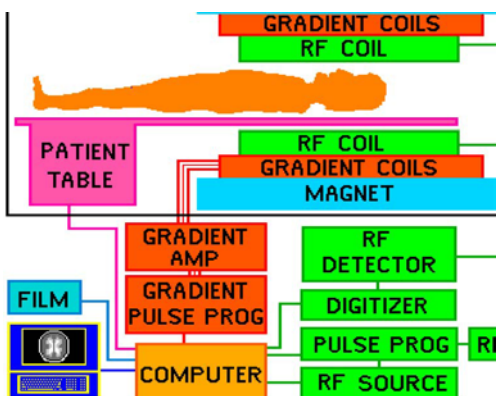 GRADIENT COILS
RF COIL
RF COIL
GRADIENT COILS
MAGNET
PATIENT
TABLE
GRADIENT
AMP
GRADIENT
PULSE PROG
RF
DETECTOR
DIGITIZER
FILM
PULSE PROG
COMPUTER
RF SOURCE